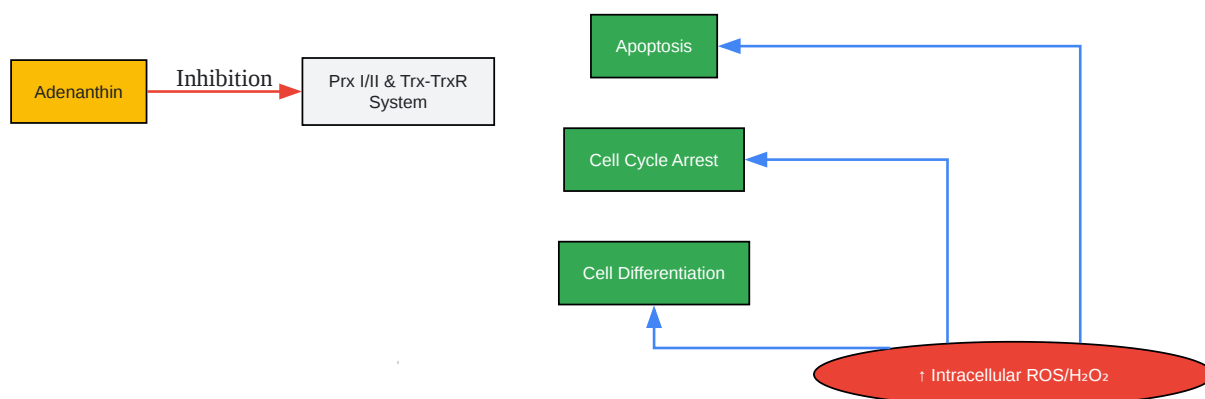 Adenanthin
Inhibition
Prx I/II & Trx-TrxR
System
Apoptosis
Cell Cycle Arrest
Cell Differentiation
↑ Intracellular ROS/H₂O₂